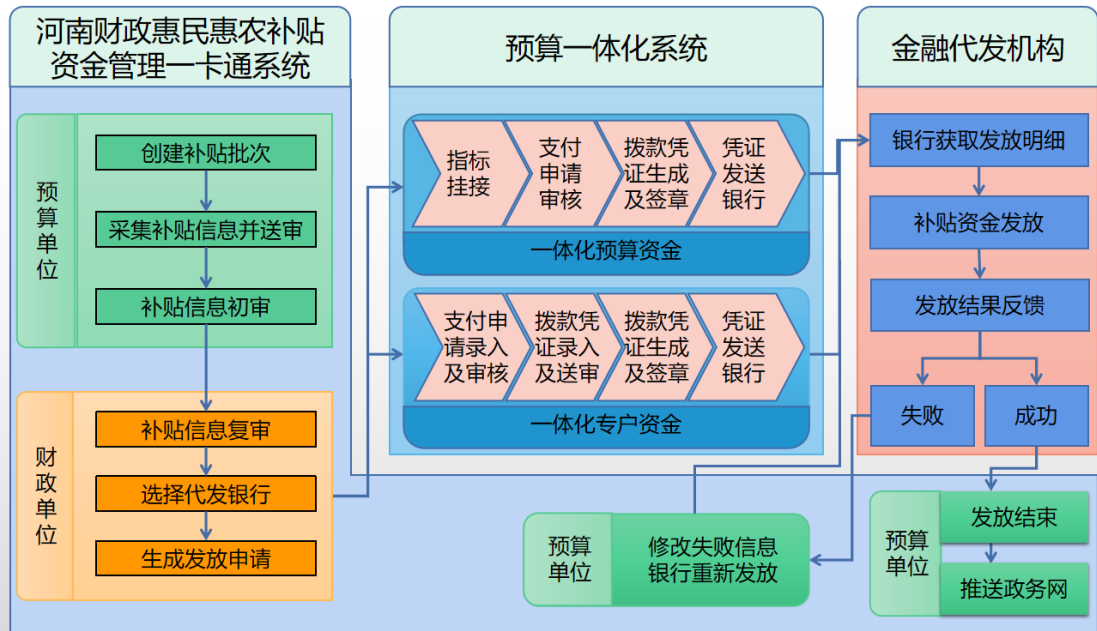 河南财政惠民惠农补贴
资金管理一卡通系统
预算单位
创建补贴批次
采集补贴信息并送审
补贴信息初审
财政单位
补贴信息复审
选择代发银行
生成发放申请
预算一体化系统
指标
挂接
支付
申请
审核
拨款凭
证生成
及签章
凭证
发送
银行
一体化预算资金
支付申
请录入
及审核
拨款凭
证录入
及送审
拨款凭
证生成
及签章
凭证
发送
银行
一体化专户资金
金融代发机构
银行获取发放明细
补贴资金发放
发放结果反馈
失败
成功
预算
单位
修改失败信息
银行重新发放
预算
单位
发放结束
推送政务网